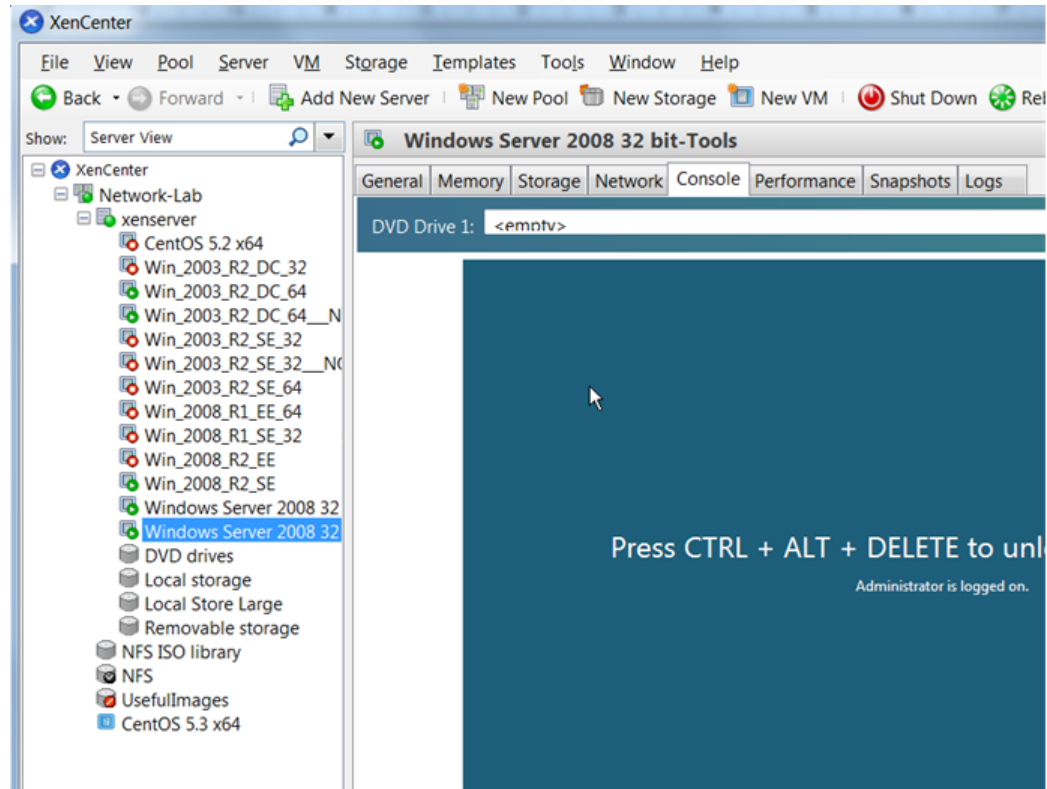 XenCenter
File View Pool Server VM Storage Templates Tools Window Help
Back Forward Add New Server New Pool New Storage New VM Shut Down Rel
Show: Server View
Windows Server 2008 32 bit-Tools
General Memory Storage Network Console Performance Snapshots Logs
DVD Drive 1: <empty>
XenCenter
Network-Lab
xenserver
CentOS 5.2 x64
Win_2003_R2_DC_32
Win_2003_R2_DC_64
Win_2003_R2_DC_64__N
Win_2003_R2_SE_32
Win_2003_R2_SE_32__NO
Win_2003_R2_SE_64
Win_2008_R1_EE_64
Win_2008_R1_SE_32
Win_2008_R2_EE
Win_2008_R2_SE
Windows Server 2008 32
Windows Server 2008 32
DVD drives
Local storage
Local Store Large
Removable storage
NFS ISO library
NFS
UsefulImages
CentOS 5.3 x64
Press CTRL + ALT + DELETE to unl
Administrator is logged on.